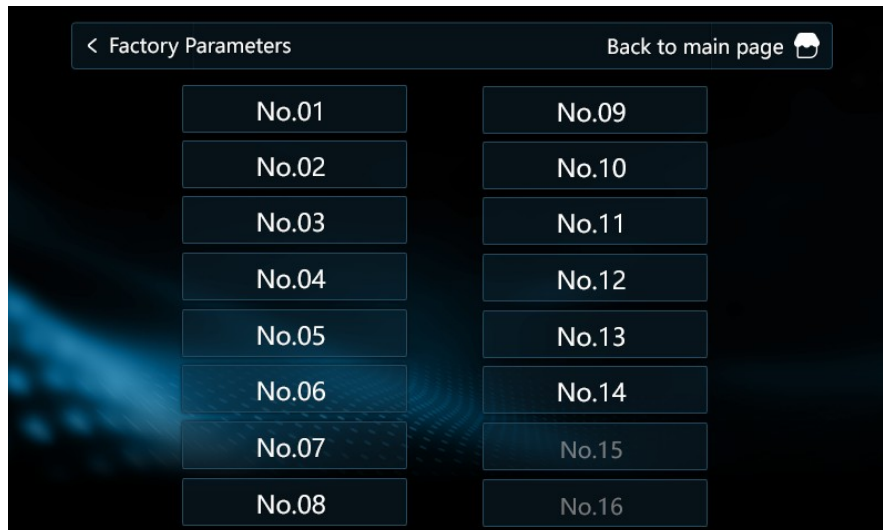 < Factory Parameters
Back to main page
No.01
No.02
No.03
No.04
No.05
No.06
No.07
No.08
No.09
No.10
No.11
No.12
No.13
No.14
No.15
No.16